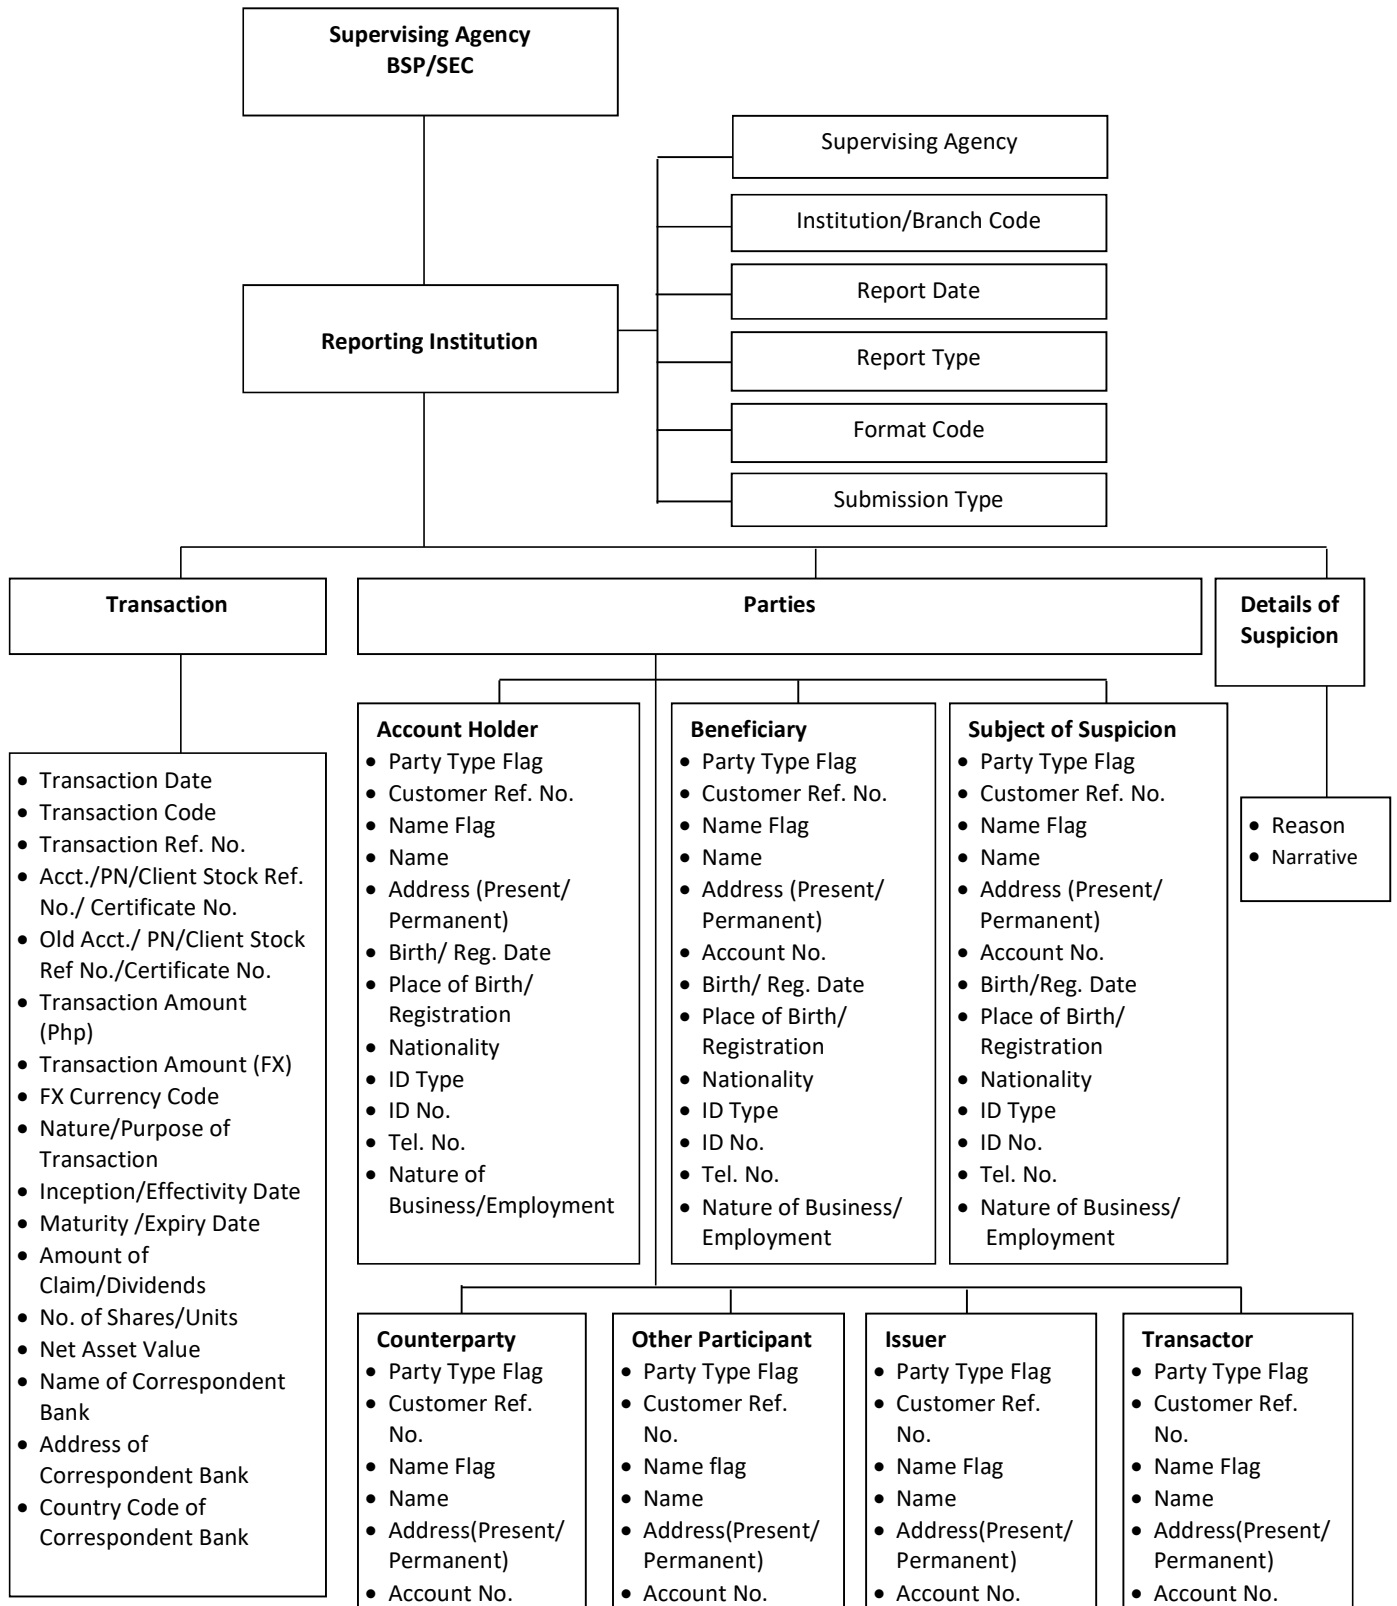 Supervising Agency
BSP/SEC
Supervising Agency
Institution/Branch Code
Report Date
Reporting Institution
Report Type
Format Code
Submission Type
Transaction
Parties
Details of
Suspicion
• Transaction Date
• Transaction Code
• Transaction Ref. No.
• Acct./PN/Client Stock Ref.
No./ Certificate No.
• Old Acct./ PN/Client Stock
Ref No./Certificate No.
• Transaction Amount
(Php)
• Transaction Amount (FX)
• FX Currency Code
• Nature/Purpose of
Transaction
• Inception/Effectivity Date
• Maturity /Expiry Date
• Amount of
Claim/Dividends
• No. of Shares/Units
• Net Asset Value
• Name of Correspondent
Bank
• Address of
Correspondent Bank
• Country Code of
Correspondent Bank
Account Holder
• Party Type Flag
• Customer Ref. No.
• Name Flag
• Name
• Address (Present/
Permanent)
• Birth/ Reg. Date
• Place of Birth/
Registration
• Nationality
• ID Type
• ID No.
• Tel. No.
• Nature of
Business/Employment
Beneficiary
• Party Type Flag
• Customer Ref. No.
• Name Flag
• Name
• Address (Present/
Permanent)
• Account No.
• Birth/ Reg. Date
• Place of Birth/
Registration
• Nationality
• ID Type
• ID No.
• Tel. No.
• Nature of Business/
Employment
Subject of Suspicion
• Party Type Flag
• Customer Ref. No.
• Name Flag
• Name
• Address (Present/
Permanent)
• Account No.
• Birth/Reg. Date
• Place of Birth/
Registration
• Nationality
• ID Type
• ID No.
• Tel. No.
• Nature of Business/
Employment
• Reason
• Narrative
Counterparty
• Party Type Flag
• Customer Ref.
No.
• Name Flag
• Name
• Address(Present/
Permanent)
• Account No.
Other Participant
• Party Type Flag
• Customer Ref.
No.
• Name flag
• Name
• Address(Present/
Permanent)
• Account No.
Issuer
• Party Type Flag
• Customer Ref.
No.
• Name Flag
• Name
• Address(Present/
Permanent)
• Account No.
Transactor
• Party Type Flag
• Customer Ref.
No.
• Name Flag
• Name
• Address(Present/
Permanent)
• Account No.